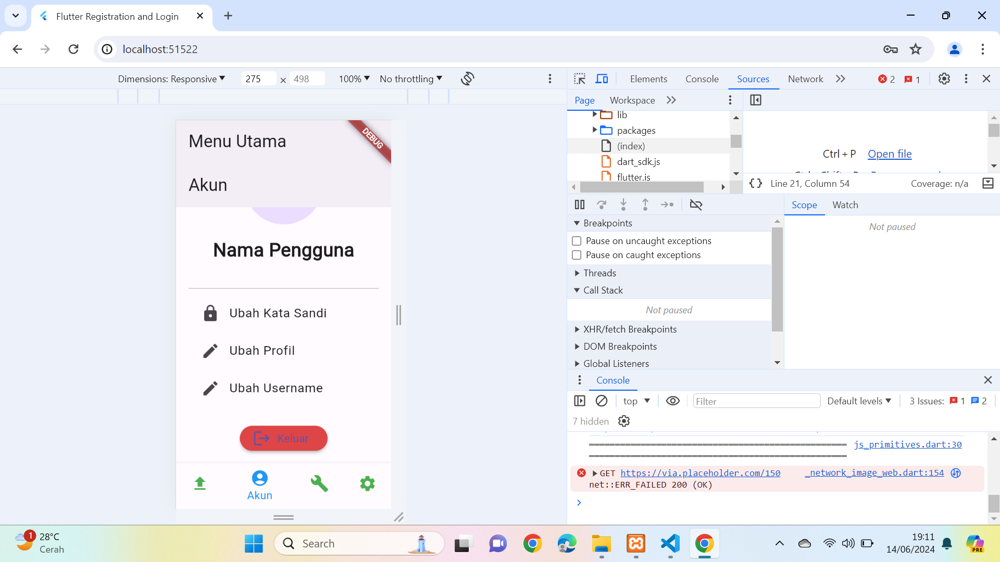 Flutter Registration and Login
localhost:51522
Dimensions: Responsive 275 × 498 100% No throttling
Elements Console Sources Network 2 1
Page Workspace
lib
packages
(index)
dart_sdk.js
flutter.js
Ctrl + P Open file
Line 21, Column 54 Coverage: n/a
Scope Watch
Not paused
Breakpoints
Pause on uncaught exceptions
Pause on caught exceptions
Threads
Call Stack
Not paused
XHR/fetch Breakpoints
DOM Breakpoints
Global Listeners
Console
top Filter Default levels 3 Issues: 1 2
7 hidden
================================================== js_primitives.dart:30
==================================================
GET https://via.placeholder.com/150 _network_image_web.dart:154
net::ERR_FAILED 200 (OK)
Menu Utama
DEBUG
Akun
Nama Pengguna
Ubah Kata Sandi
Ubah Profil
Ubah Username
Keluar
Akun
1
28°C
Cerah
Search
19:11
14/06/2024
PRE